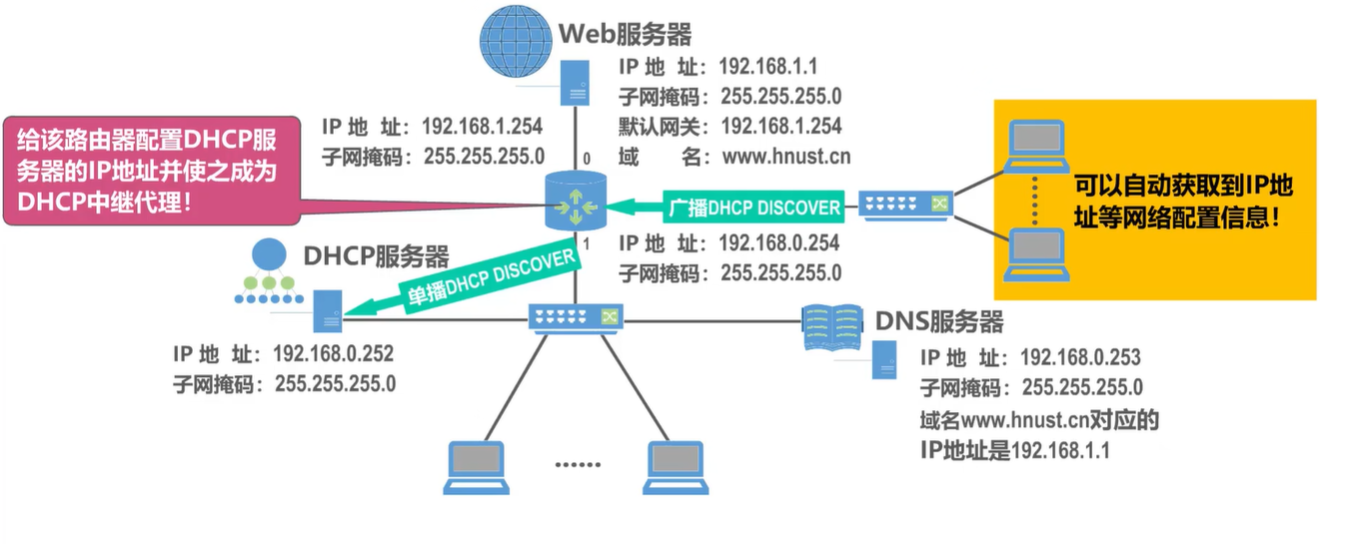 Web服务器
IP 地 址：192.168.1.1
子网掩码：255.255.255.0
默认网关：192.168.1.254
域 名：www.hnust.cn
IP 地 址：192.168.1.254
子网掩码：255.255.255.0
0
给该路由器配置DHCP服
务器的IP地址并使之成为
DHCP中继代理！
广播DHCP DISCOVER
可以自动获取到IP地
址等网络配置信息！
1
IP 地 址：192.168.0.254
子网掩码：255.255.255.0
DHCP服务器
单播DHCP DISCOVER
IP 地 址：192.168.0.252
子网掩码：255.255.255.0
DNS服务器
IP 地 址：192.168.0.253
子网掩码：255.255.255.0
域名www.hnust.cn对应的
IP地址是192.168.1.1